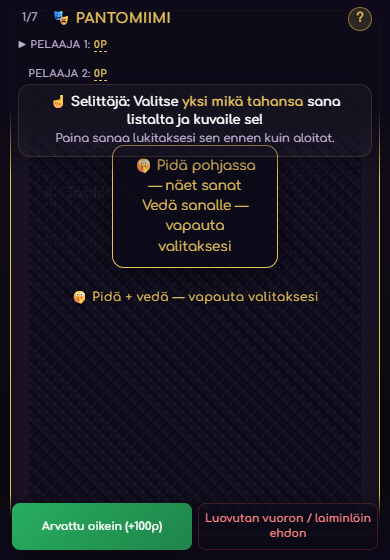 1/7 🎭 PANTOMIIMI ?
▶ PELAAJA 1: 0P
PELAAJA 2: 0P
☝️ Selittäjä: Valitse yksi mikä tahansa sana
listalta ja kuvaile se!
Paina sanaa lukitaksesi sen ennen kuin aloitat.
🫣 Pidä pohjassa
— näet sanat
Vedä sanalle —
vapauta
valitaksesi
🫣 Pidä + vedä — vapauta valitaksesi
Arvattu oikein (+100p)
Luovutan vuoron / laiminlöin
ehdon